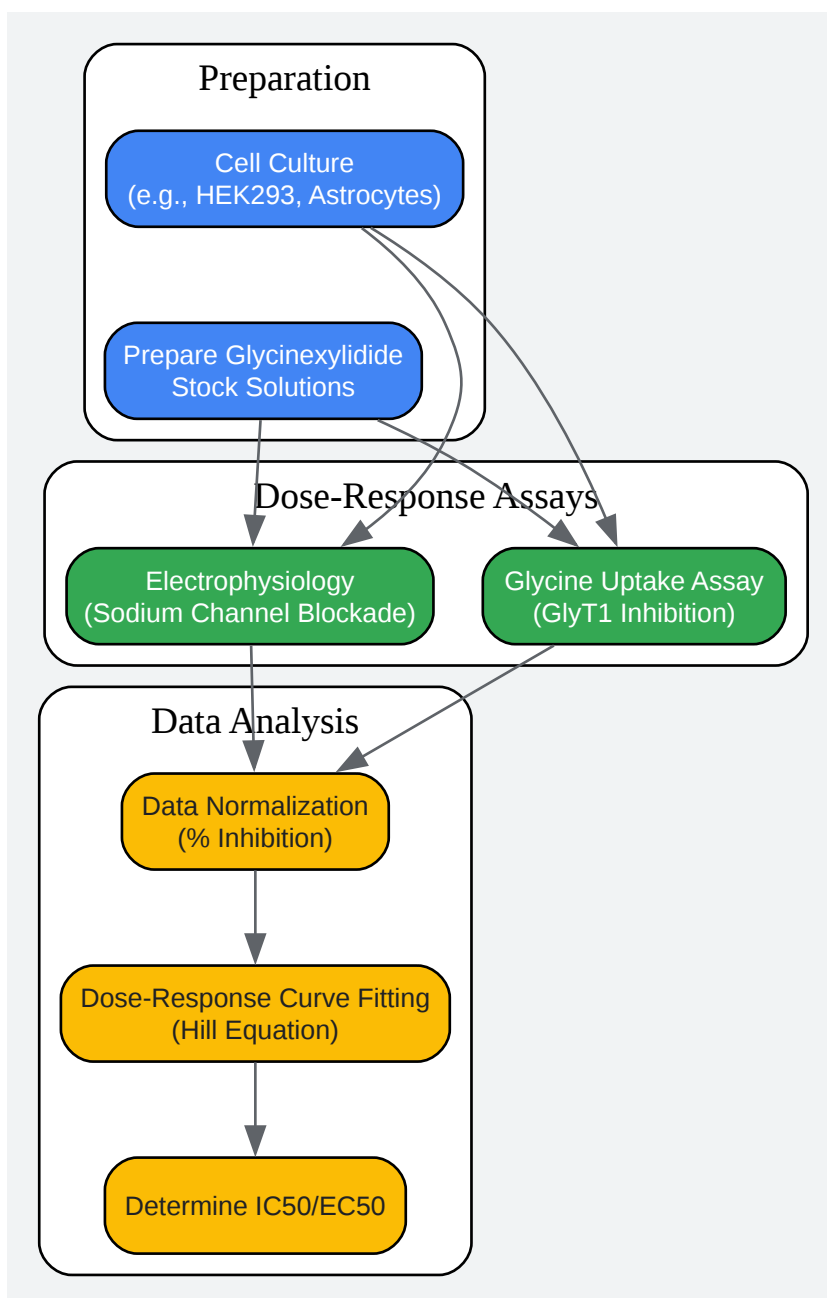 Preparation
Cell Culture
(e.g., HEK293, Astrocytes)
Prepare Glycinexylidide
Stock Solutions
Dose-Response Assays
Electrophysiology
(Sodium Channel Blockade)
Glycine Uptake Assay
(GlyT1 Inhibition)
Data Analysis
Data Normalization
(% Inhibition)
Dose-Response Curve Fitting
(Hill Equation)
Determine IC50/EC50